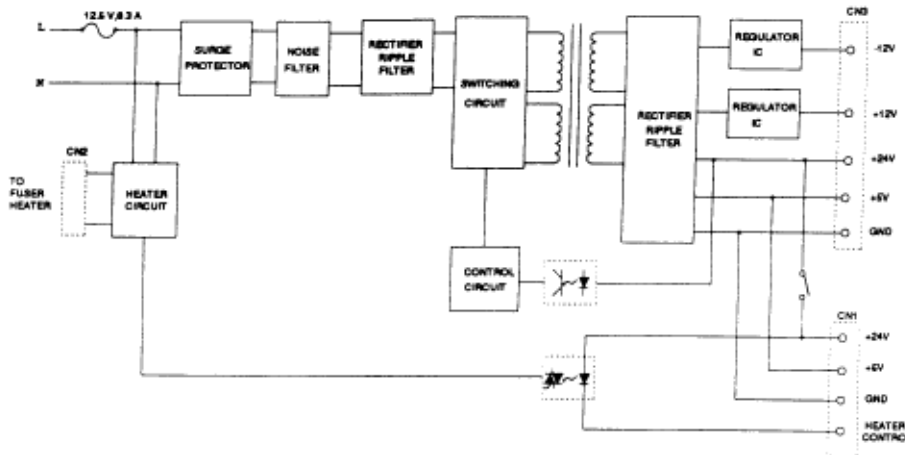 12.5 V, 6.3 A
L
N
SURGE
PROTECTOR
NOISE
FILTER
RECTIFIER
RIPPLE
FILTER
SWITCHING
CIRCUIT
RECTIFIER
RIPPLE
FILTER
REGULATOR
IC
REGULATOR
IC
CN3
-12V
+12V
+24V
+5V
GND
CN2
TO
FUSER
HEATER
HEATER
CIRCUIT
CONTROL
CIRCUIT
CN1
+24V
+5V
GND
HEATER
CONTROL